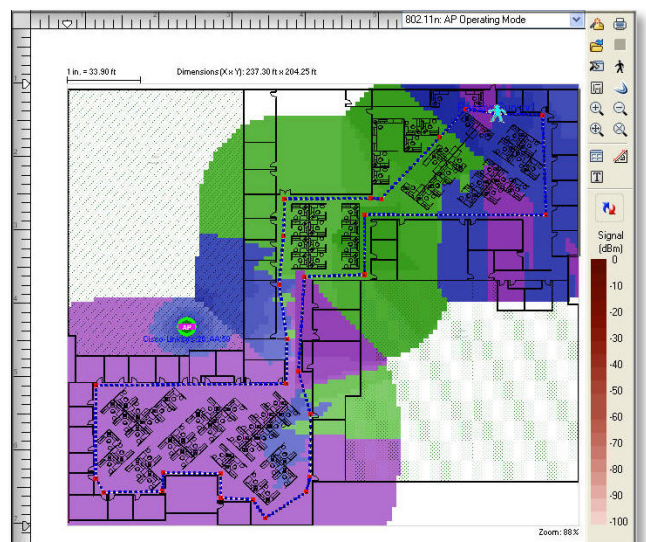 802.11n: AP Operating Mode
1 in. = 33.90 ft
Dimensions (X x Y): 237.30 ft x 204.25 ft
AP
Signal
(dBm)
0
-10
-20
-30
-40
-50
-60
-70
-80
-90
-100
Zoom: 88%